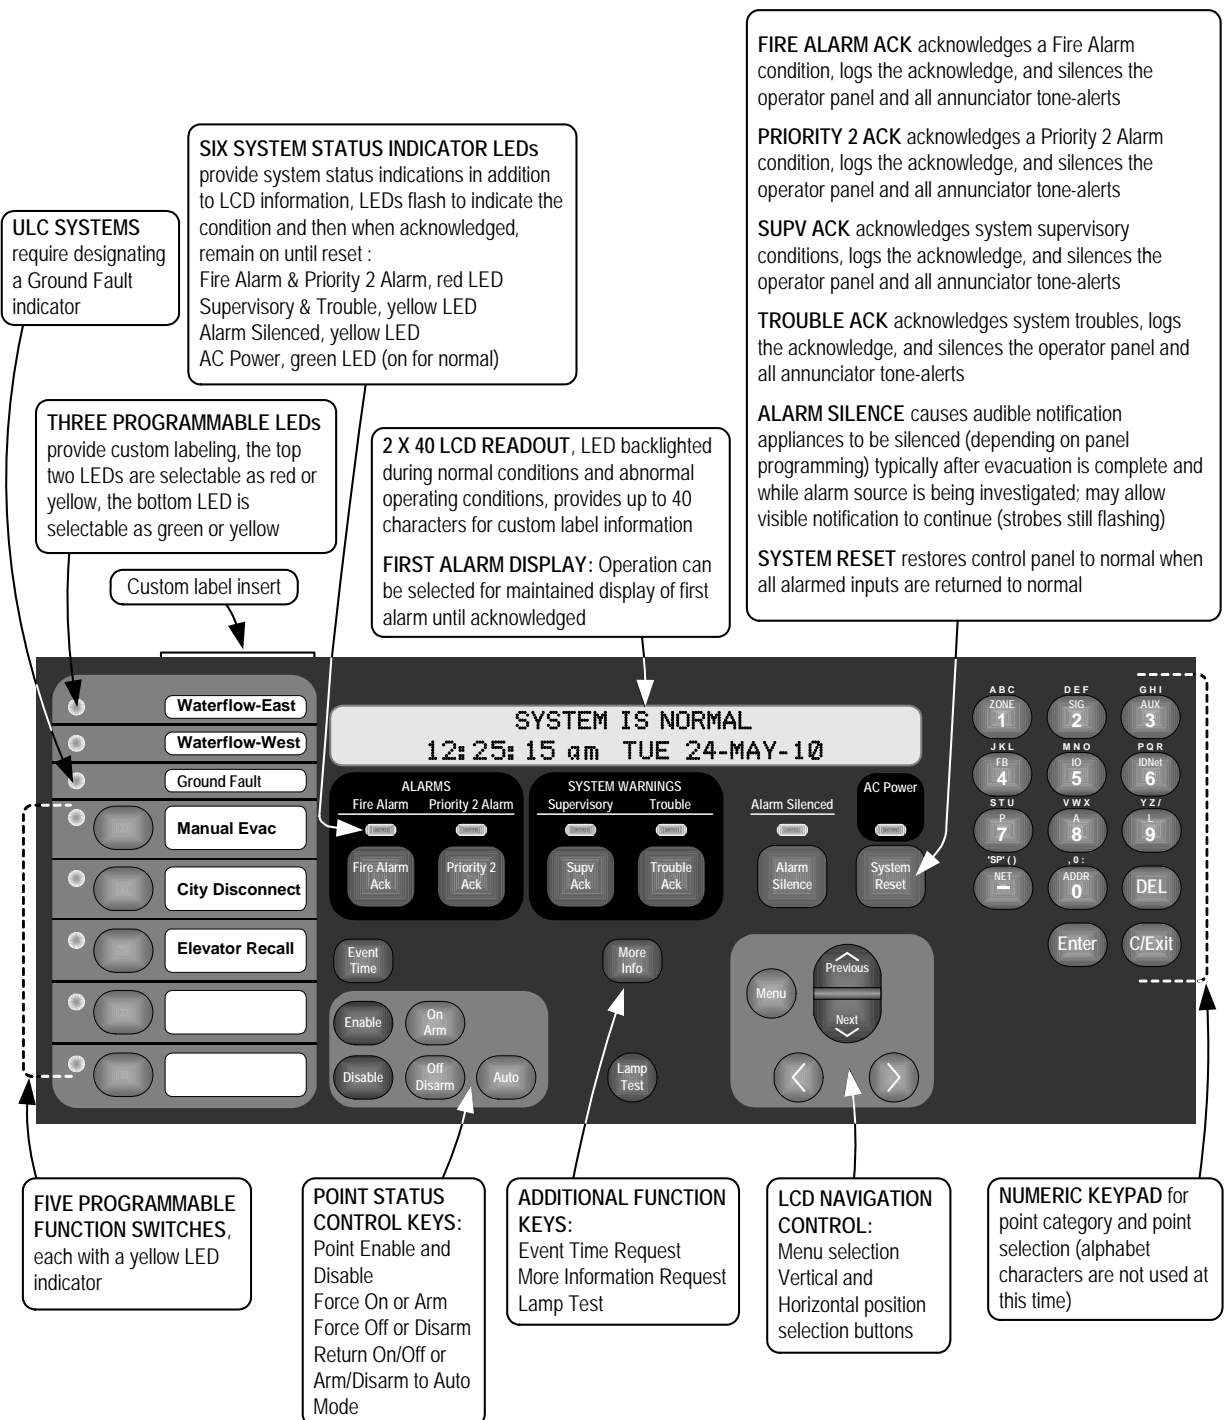 FIRE ALARM ACK acknowledges a Fire Alarm
condition, logs the acknowledge, and silences the
operator panel and all annunciator tone-alerts
PRIORITY 2 ACK acknowledges a Priority 2 Alarm
condition, logs the acknowledge, and silences the
operator panel and all annunciator tone-alerts
SUPV ACK acknowledges system supervisory
conditions, logs the acknowledge, and silences the
operator panel and all annunciator tone-alerts
TROUBLE ACK acknowledges system troubles, logs
the acknowledge, and silences the operator panel and
all annunciator tone-alerts
ALARM SILENCE causes audible notification
appliances to be silenced (depending on panel
programming) typically after evacuation is complete and
while alarm source is being investigated; may allow
visible notification to continue (strobes still flashing)
SYSTEM RESET restores control panel to normal when
all alarmed inputs are returned to normal
SIX SYSTEM STATUS INDICATOR LEDs
provide system status indications in addition
to LCD information, LEDs flash to indicate the
condition and then when acknowledged,
remain on until reset :
Fire Alarm & Priority 2 Alarm, red LED
Supervisory & Trouble, yellow LED
Alarm Silenced, yellow LED
AC Power, green LED (on for normal)
ULC SYSTEMS
require designating
a Ground Fault
indicator
THREE PROGRAMMABLE LEDs
provide custom labeling, the top
two LEDs are selectable as red or
yellow, the bottom LED is
selectable as green or yellow
2 X 40 LCD READOUT, LED backlighted
during normal conditions and abnormal
operating conditions, provides up to 40
characters for custom label information
FIRST ALARM DISPLAY: Operation can
be selected for maintained display of first
alarm until acknowledged
Custom label insert
Waterflow-East
Waterflow-West
Ground Fault
Manual Evac
City Disconnect
Elevator Recall
SYSTEM IS NORMAL
12:25:15 am TUE 24-MAY-10
ALARMS
Fire Alarm Priority 2 Alarm
SYSTEM WARNINGS
Supervisory Trouble
Alarm Silenced
AC Power
Fire Alarm
Ack
Priority 2
Ack
Supv
Ack
Trouble
Ack
Alarm
Silence
System
Reset
Event
Time
More
Info
Enable
On
Arm
Disable
Off
Disarm
Auto
Lamp
Test
Menu
Previous
Next
A B C
ZONE
1
D E F
SIG
2
G H I
AUX
3
J K L
FB
4
M N O
IO
5
P Q R
IDNet
6
S T U
P
7
V W X
A
8
Y Z /
L
9
'SP' ( )
NET
–
, 0 :
ADDR
0
DEL
Enter
C/Exit
FIVE PROGRAMMABLE
FUNCTION SWITCHES,
each with a yellow LED
indicator
POINT STATUS
CONTROL KEYS:
Point Enable and
Disable
Force On or Arm
Force Off or Disarm
Return On/Off or
Arm/Disarm to Auto
Mode
ADDITIONAL FUNCTION
KEYS:
Event Time Request
More Information Request
Lamp Test
LCD NAVIGATION
CONTROL:
Menu selection
Vertical and
Horizontal position
selection buttons
NUMERIC KEYPAD for
point category and point
selection (alphabet
characters are not used at
this time)